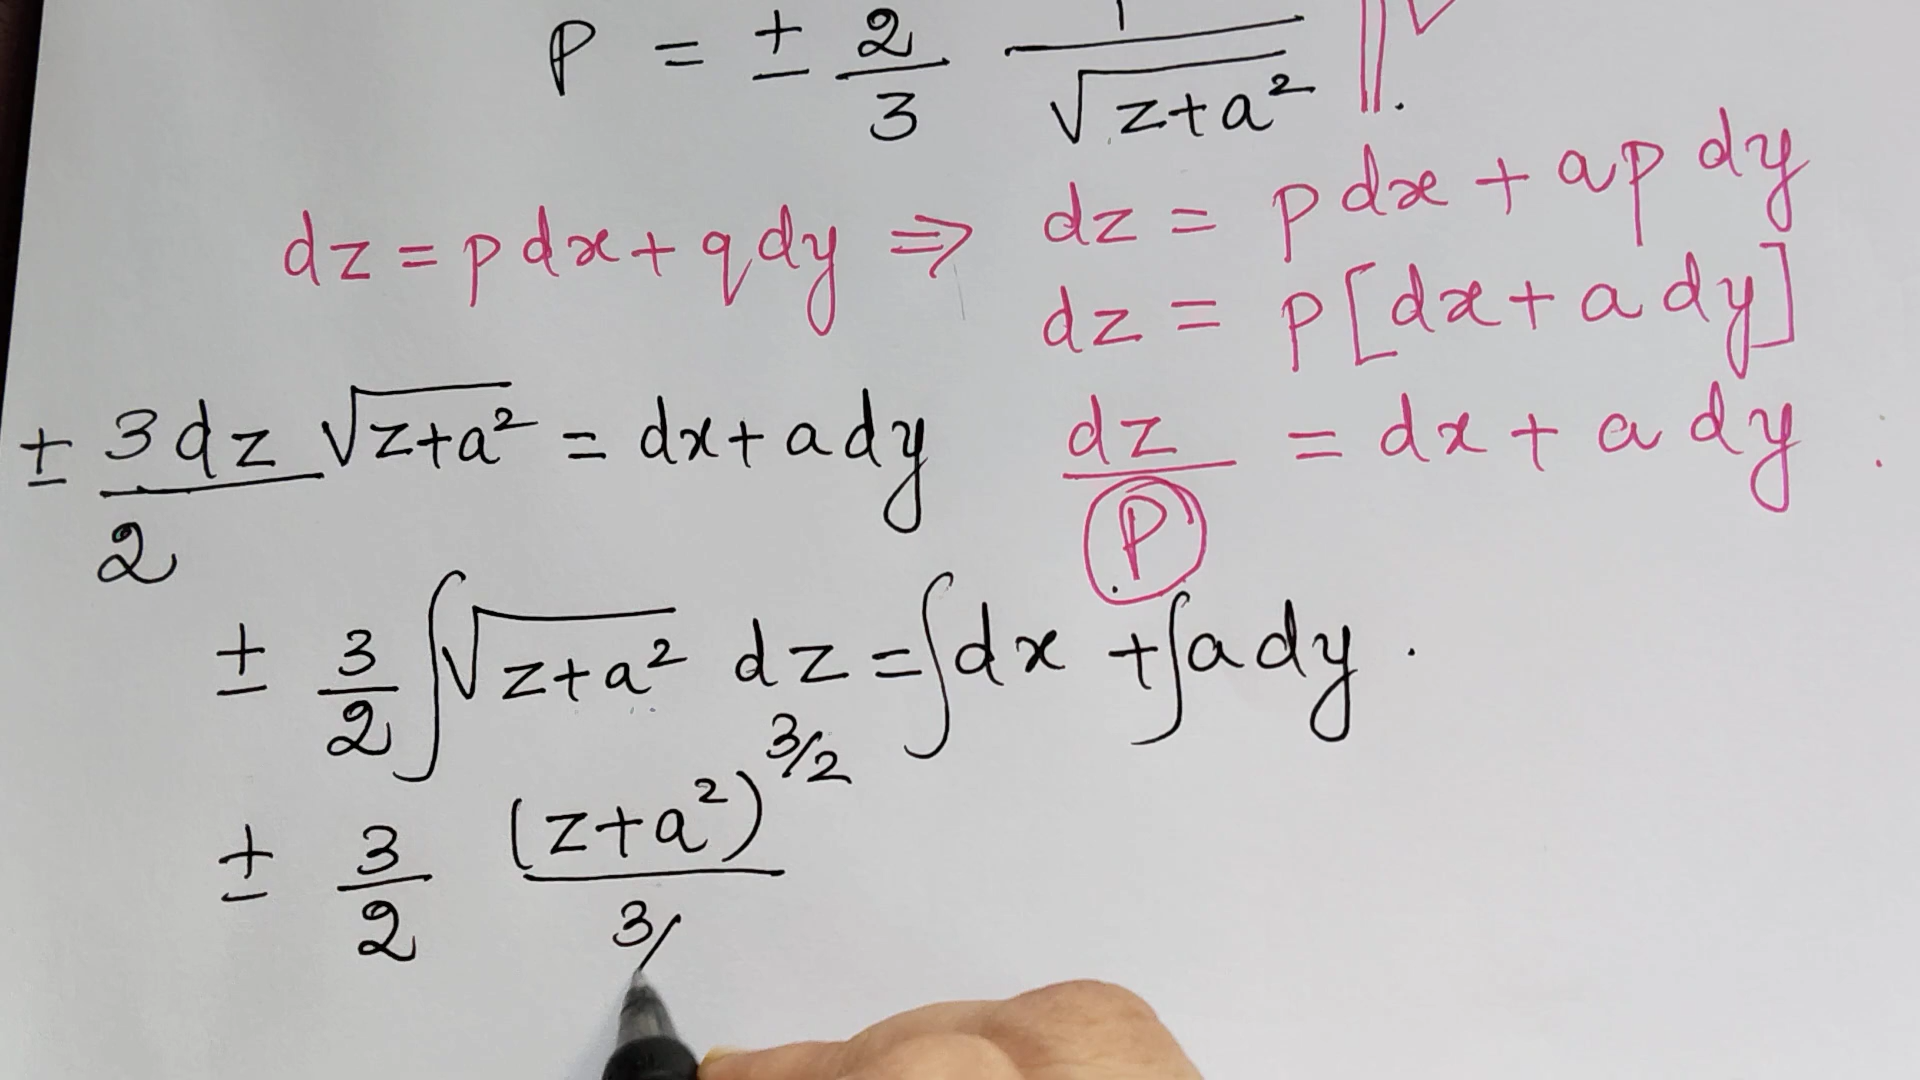 p = ± 2/3 1/√(z+a²)
dz = p dx + q dy ⇒ dz = p dx + ap dy
dz = p[dx + a dy]
± 3dz/2 √(z+a²) = dx + a dy
dz/p = dx + a dy
± 3/2 ∫√(z+a²) dz = ∫dx + ∫a dy .
± 3/2 (z+a²)^3/2 / 3/